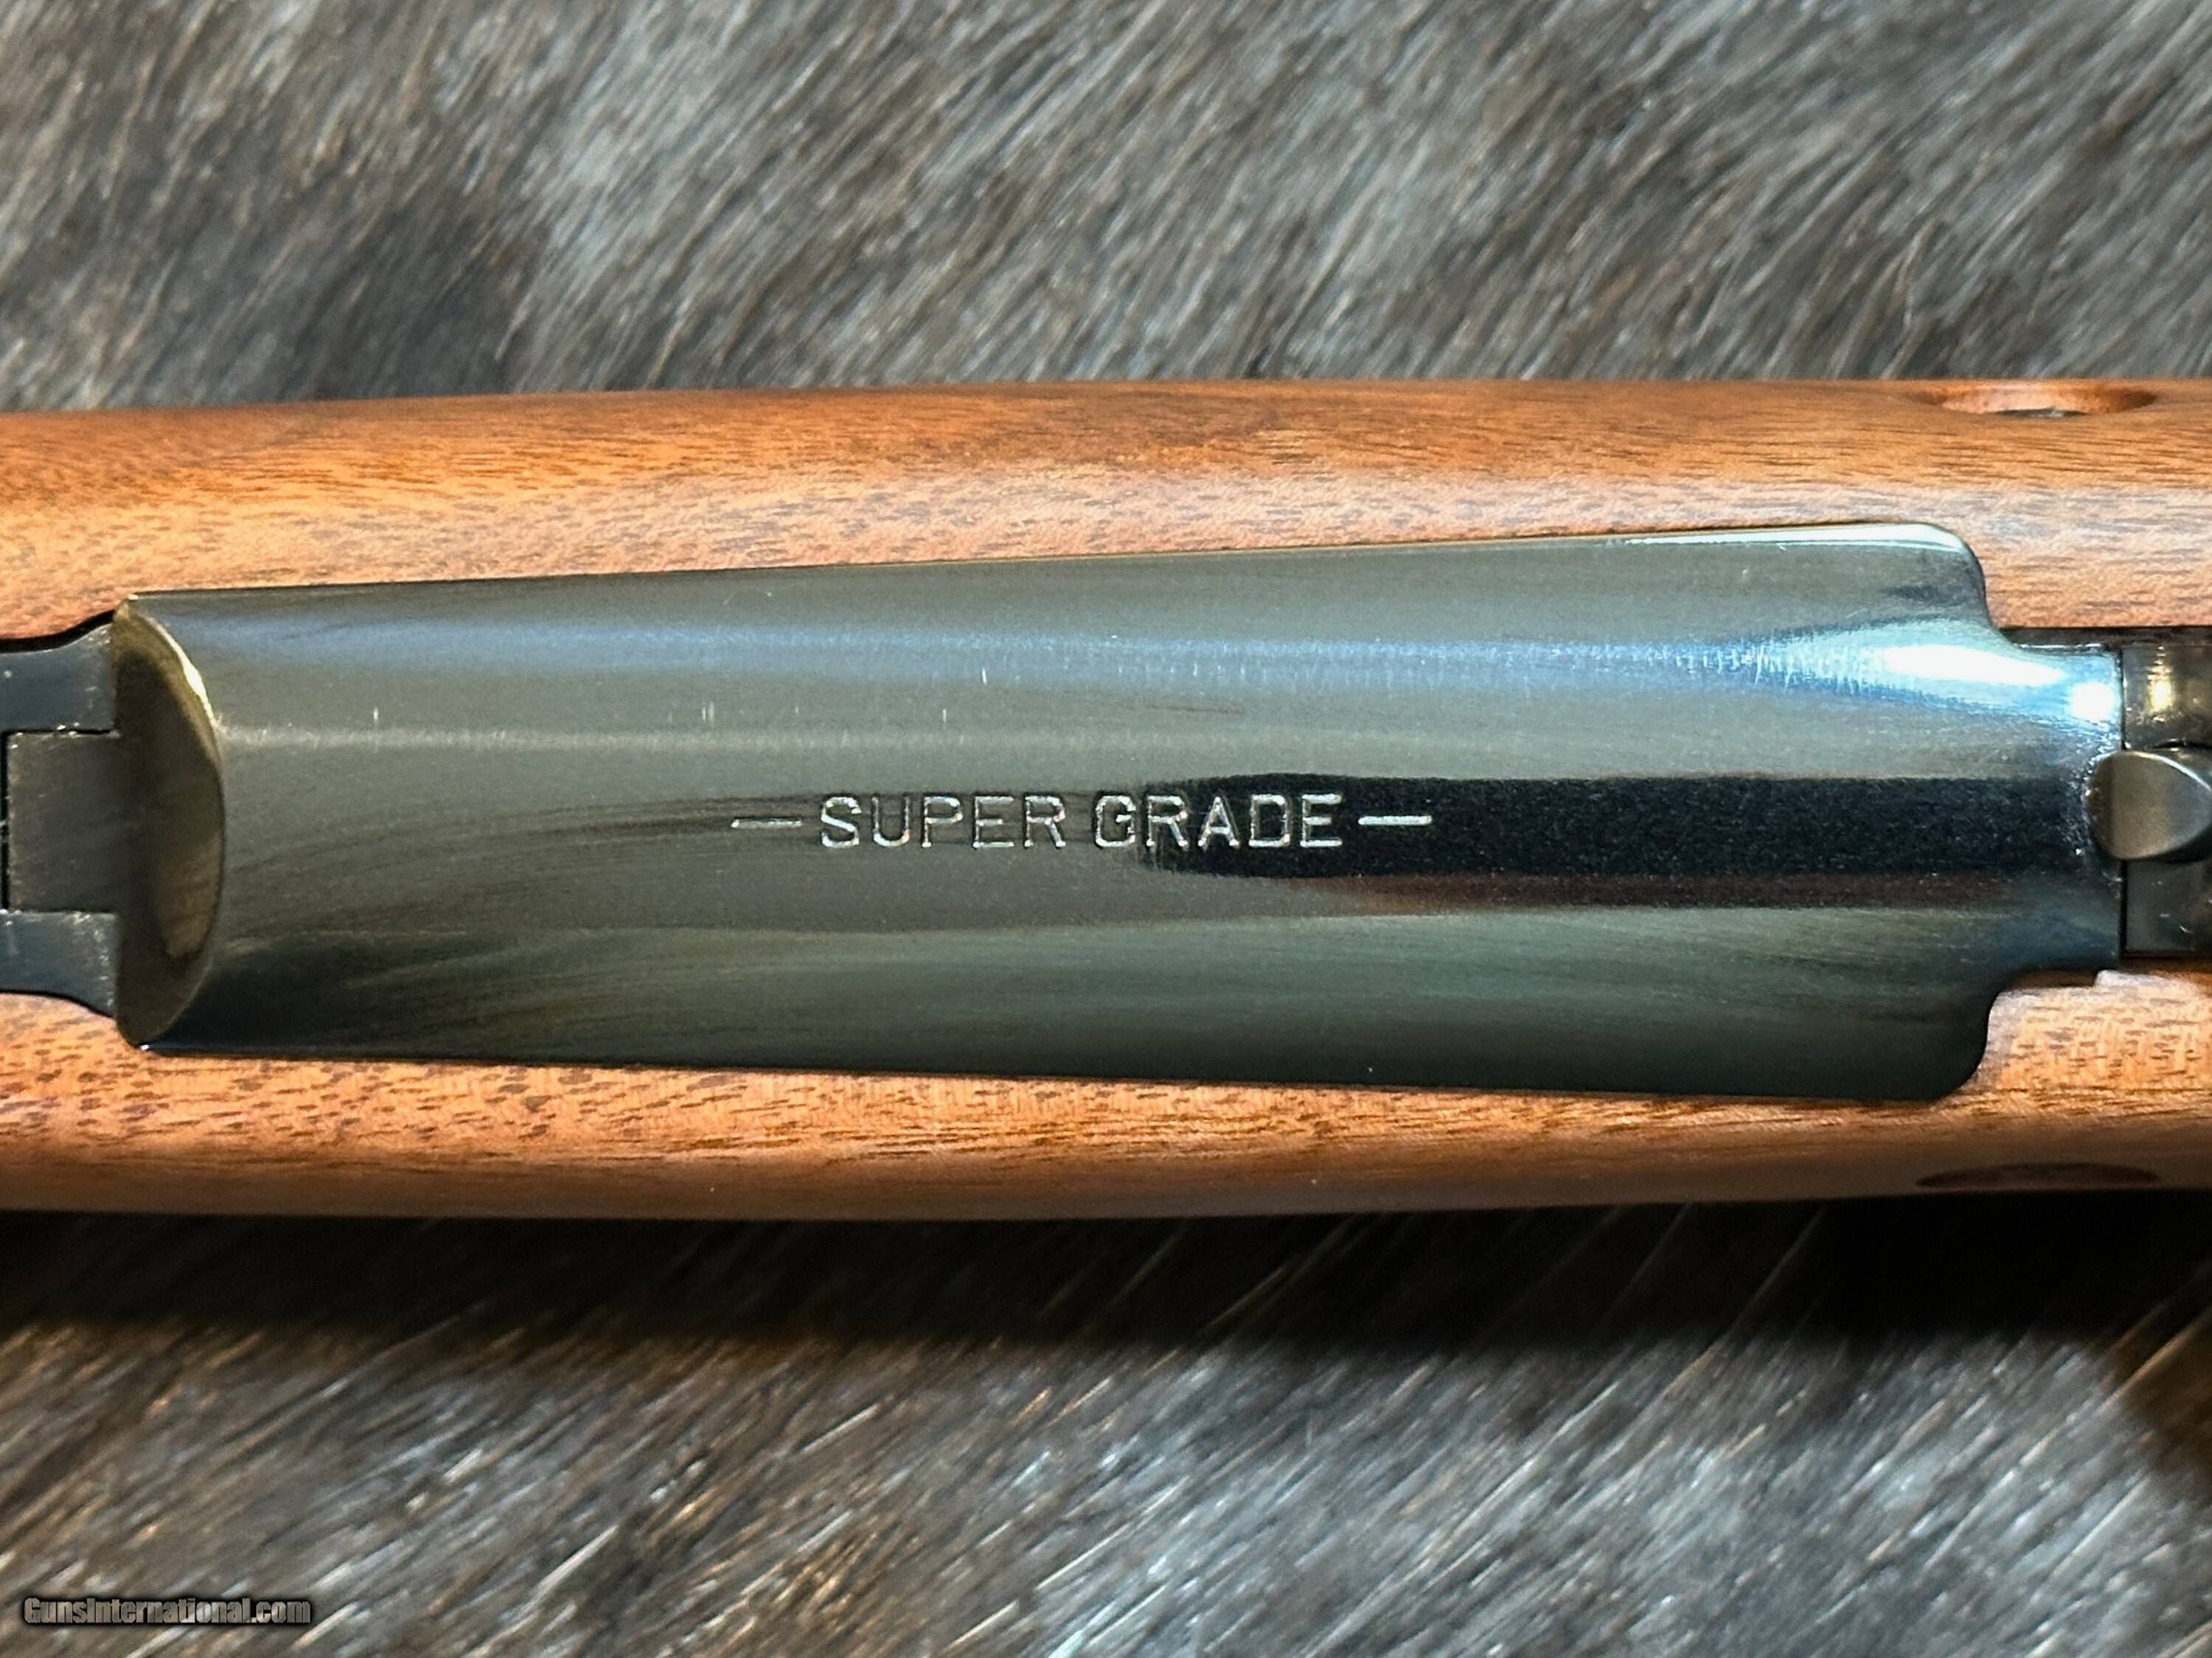 — SUPER GRADE —
GunsInternational.com